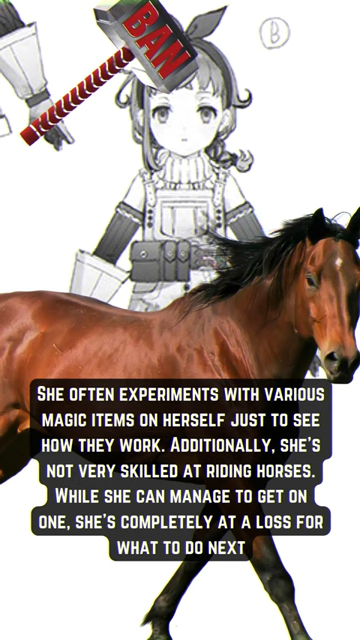 BAN
B
She often experiments with various
magic items on herself just to see
how they work. Additionally, she's
not very skilled at riding horses.
While she can manage to get on
one, she's completely at a loss for
what to do next